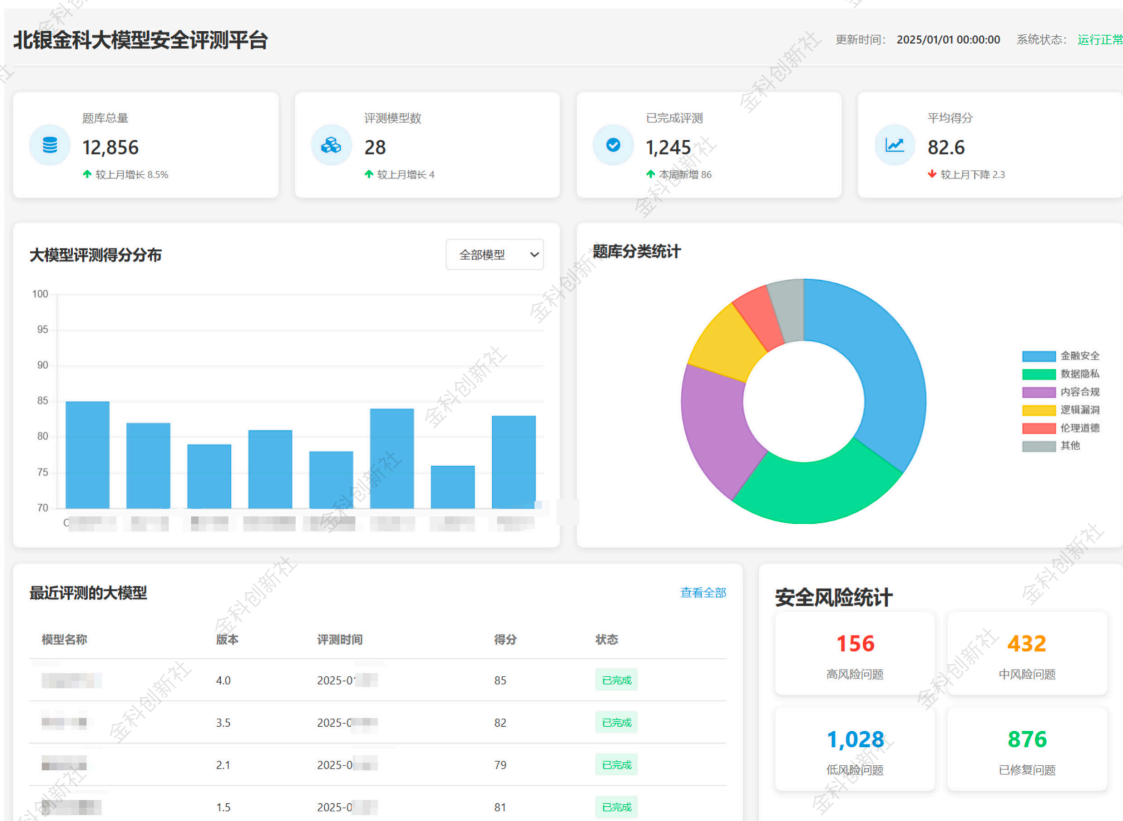 北银金科大模型安全评测平台
更新时间： 2025/01/01 00:00:00 系统状态： 运行正常
题库总量
12,856
较上月增长 8.5%
评测模型数
28
较上月增长 4
已完成评测
1,245
本周新增 86
平均得分
82.6
较上月下降 2.3
大模型评测得分分布
全部模型
100
95
90
85
80
75
70
题库分类统计
金融安全
数据隐私
内容合规
逻辑漏洞
伦理道德
其他
最近评测的大模型
查看全部
模型名称 版本 评测时间 得分 状态
4.0 2025-0 85 已完成
3.5 2025-0 82 已完成
2.1 2025-0 79 已完成
1.5 2025-0 81 已完成
安全风险统计
156
高风险问题
432
中风险问题
1,028
低风险问题
876
已修复问题
金科创新社